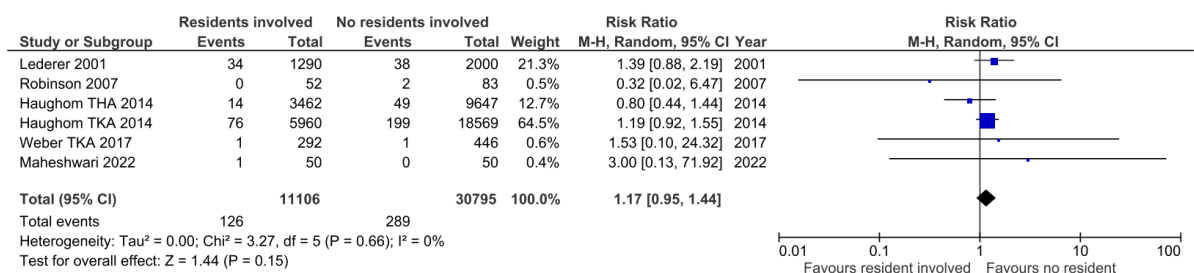 Residents involved No residents involved Risk Ratio Risk Ratio
Study or Subgroup Events Total Events Total Weight M-H, Random, 95% CI Year M-H, Random, 95% CI
Lederer 2001 34 1290 38 2000 21.3% 1.39 [0.88, 2.19] 2001
Robinson 2007 0 52 2 83 0.5% 0.32 [0.02, 6.47] 2007
Haughom THA 2014 14 3462 49 9647 12.7% 0.80 [0.44, 1.44] 2014
Haughom TKA 2014 76 5960 199 18569 64.5% 1.19 [0.92, 1.55] 2014
Weber TKA 2017 1 292 1 446 0.6% 1.53 [0.10, 24.32] 2017
Maheshwari 2022 1 50 0 50 0.4% 3.00 [0.13, 71.92] 2022
Total (95% CI) 11106 30795 100.0% 1.17 [0.95, 1.44]
Total events 126 289
Heterogeneity: Tau² = 0.00; Chi² = 3.27, df = 5 (P = 0.66); I² = 0%
Test for overall effect: Z = 1.44 (P = 0.15)
0.01 0.1 1 10 100
Favours resident involved Favours no resident